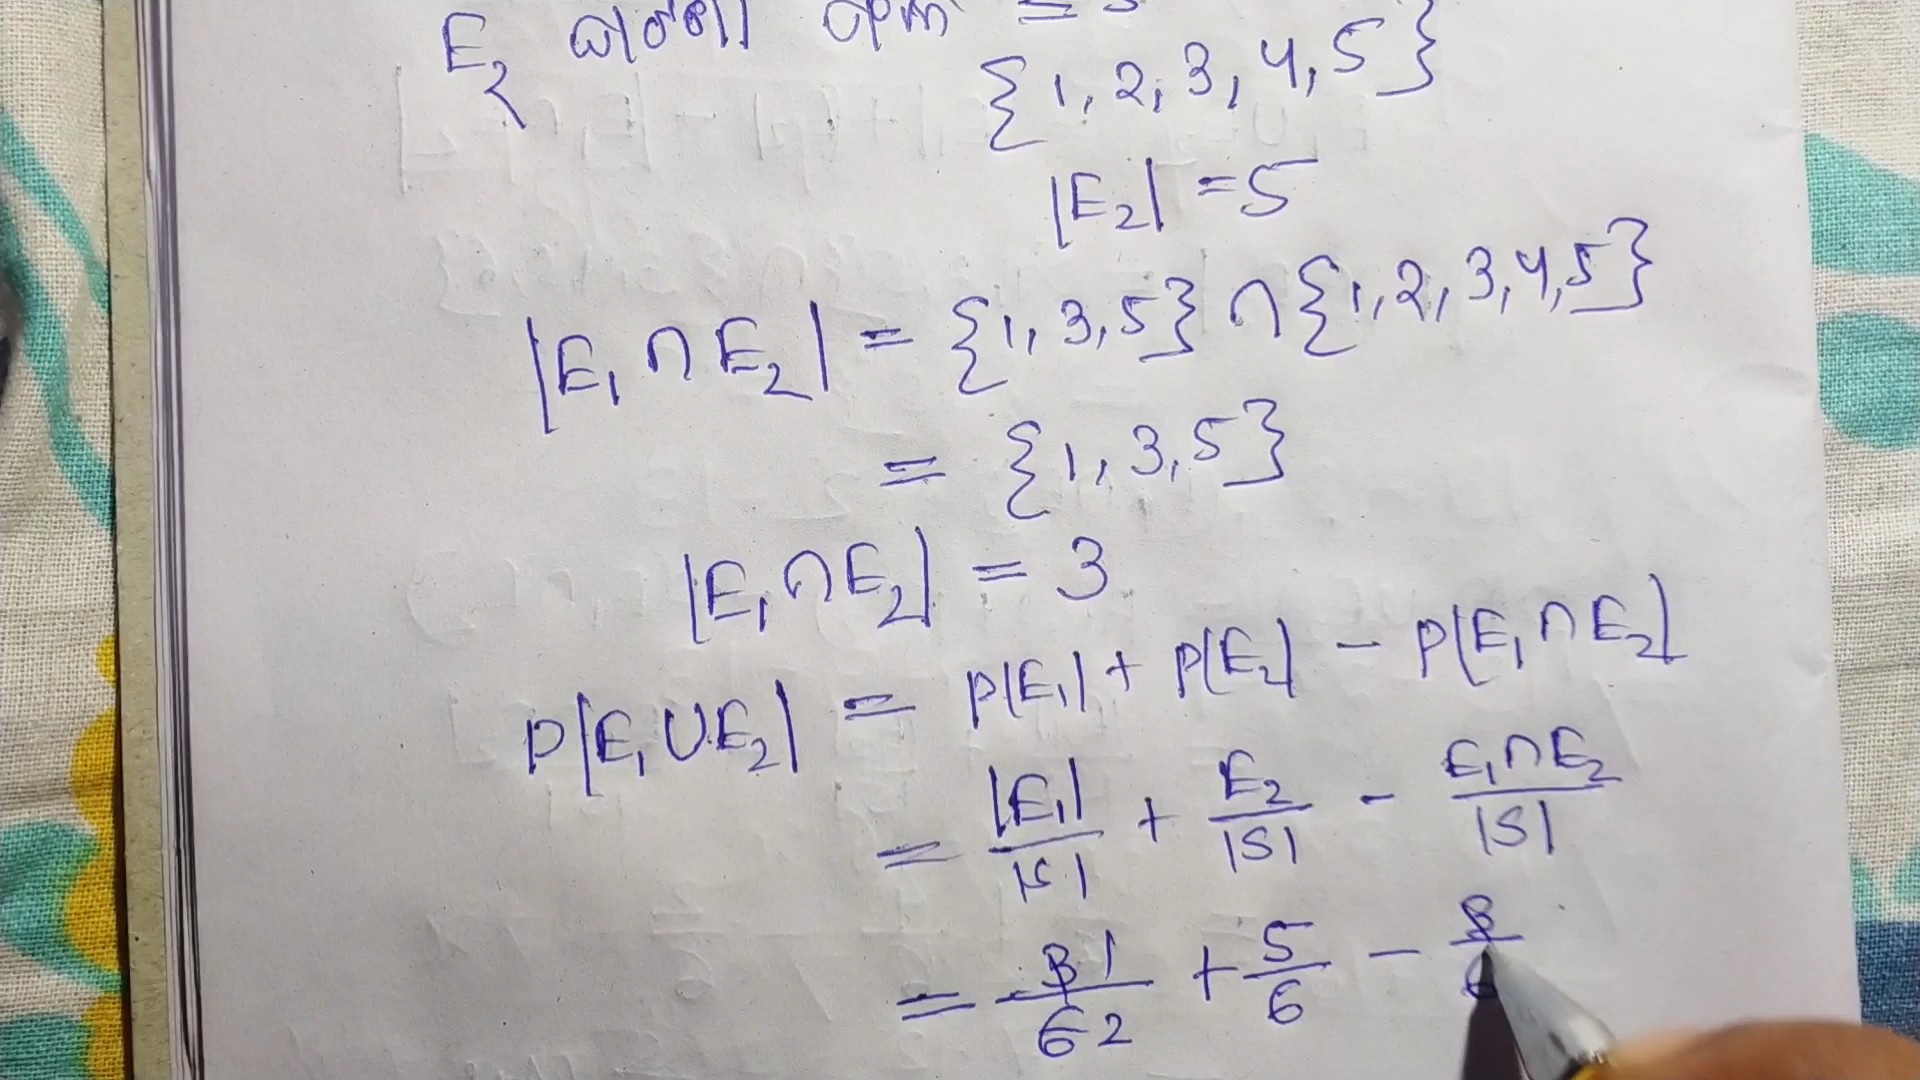 E₂ ଘଟଣା
{1, 2, 3, 4, 5}
|E₂| = 5
|E₁ ∩ E₂| = {1, 3, 5} ∩ {1, 2, 3, 4, 5}
= {1, 3, 5}
|E₁ ∩ E₂| = 3
P|E₁ ∪ E₂| = P|E₁| + P|E₂| - P|E₁ ∩ E₂|
= |E₁|/|S| + E₂/|S| - E₁∩E₂/|S|
= 3 1/6 2 + 5/6 - 3/6